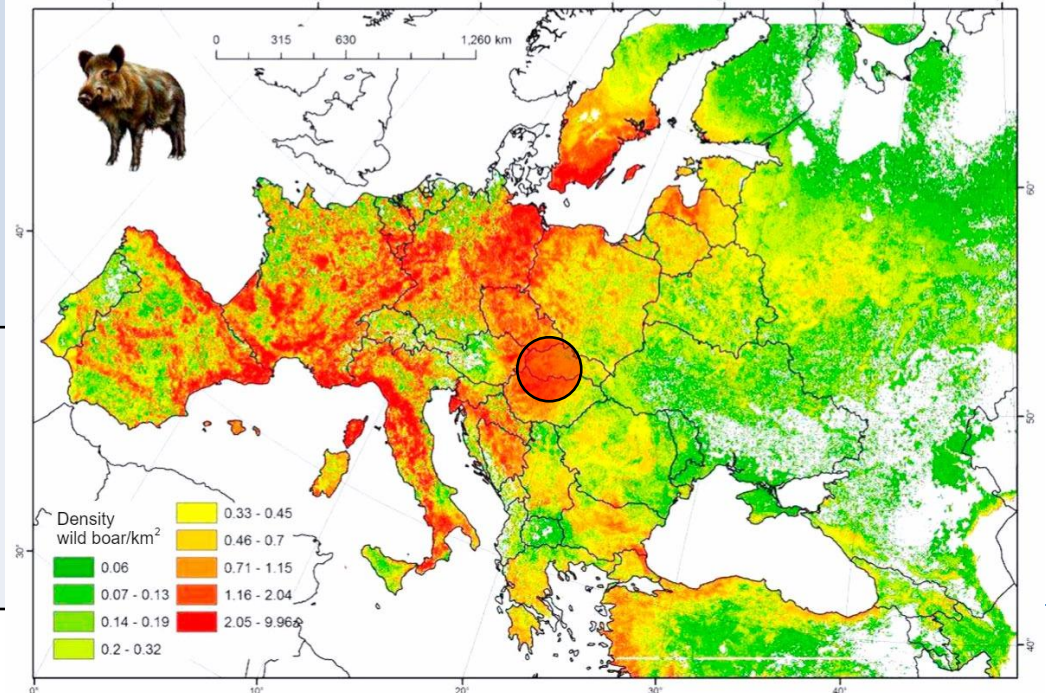 0 315 630 1,260 km
40°
30°
60°
50°
40°
Density
wild boar/km²
0.06
0.07 - 0.13
0.14 - 0.19
0.2 - 0.32
0.33 - 0.45
0.46 - 0.7
0.71 - 1.15
1.16 - 2.04
2.05 - 9.96
0° 10° 20° 30° 40°